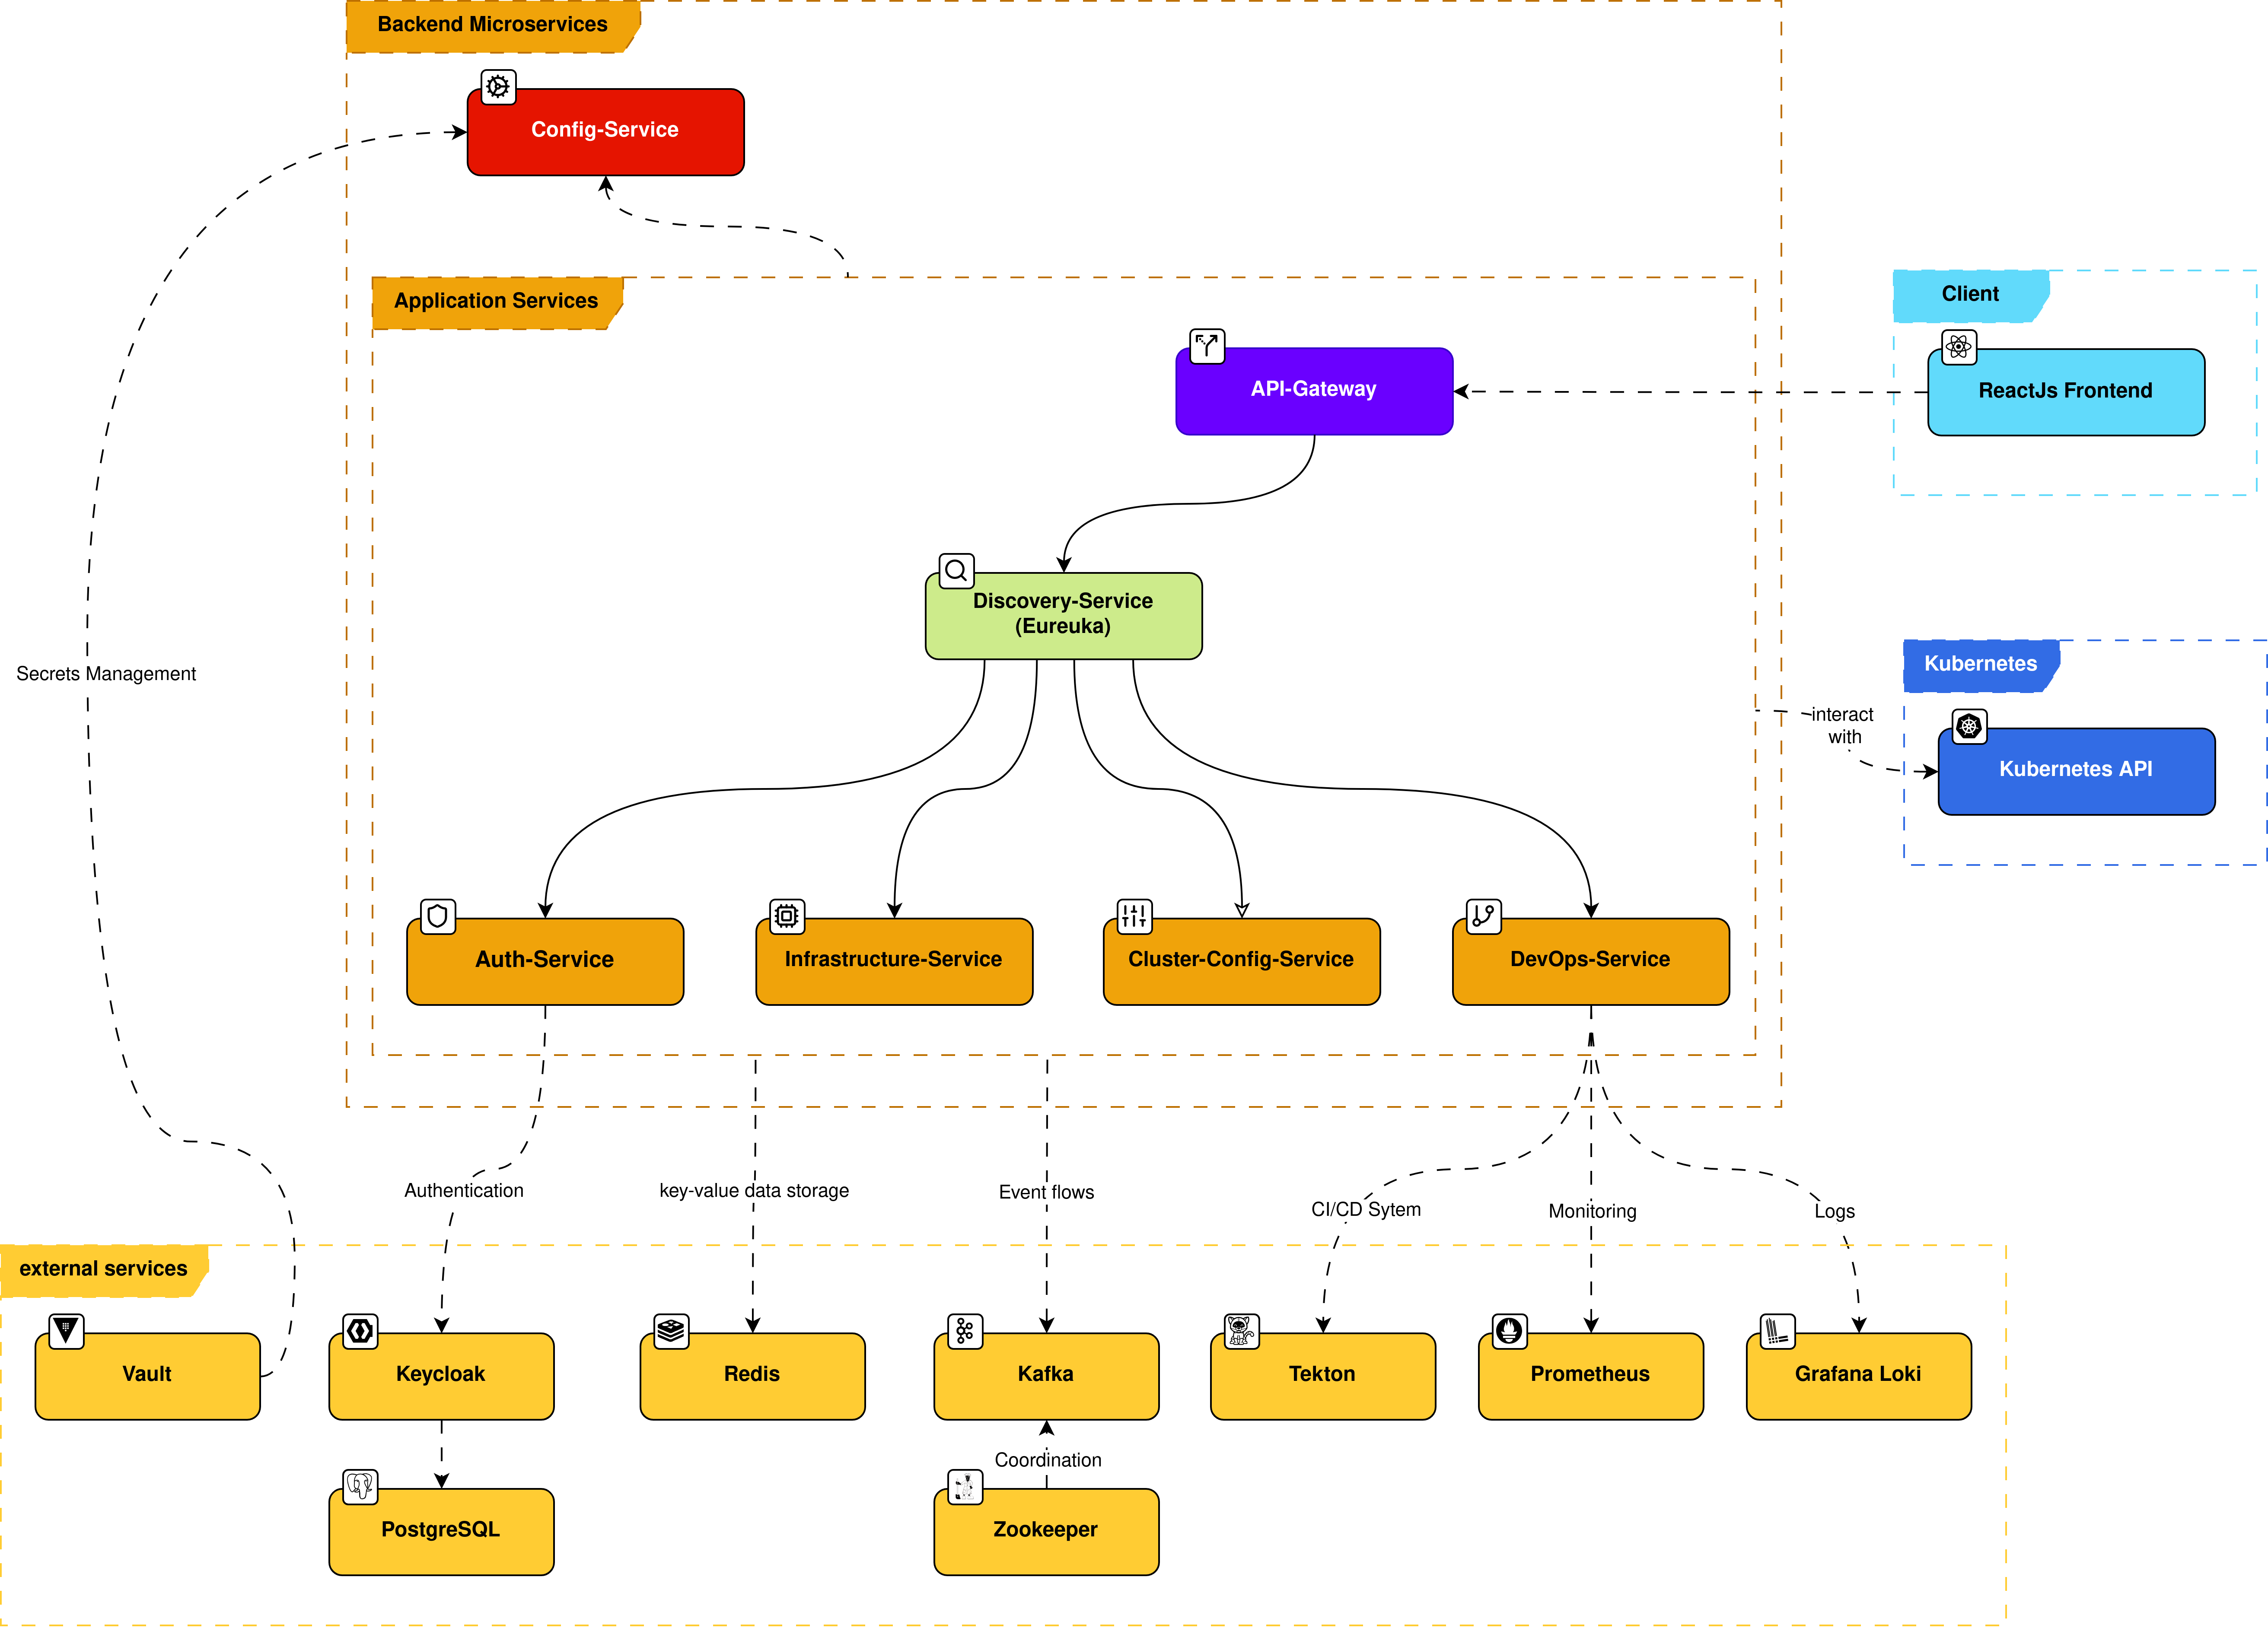 Backend Microservices
Config-Service
Application Services
Client
API-Gateway
ReactJs Frontend
Discovery-Service
(Eureuka)
Secrets Management
Kubernetes
interact
with
Kubernetes API
Auth-Service
Infrastructure-Service
Cluster-Config-Service
DevOps-Service
Authentication
key-value data storage
Event flows
CI/CD Sytem
Monitoring
Logs
external services
Vault
Keycloak
Redis
Kafka
Tekton
Prometheus
Grafana Loki
Coordination
PostgreSQL
Zookeeper